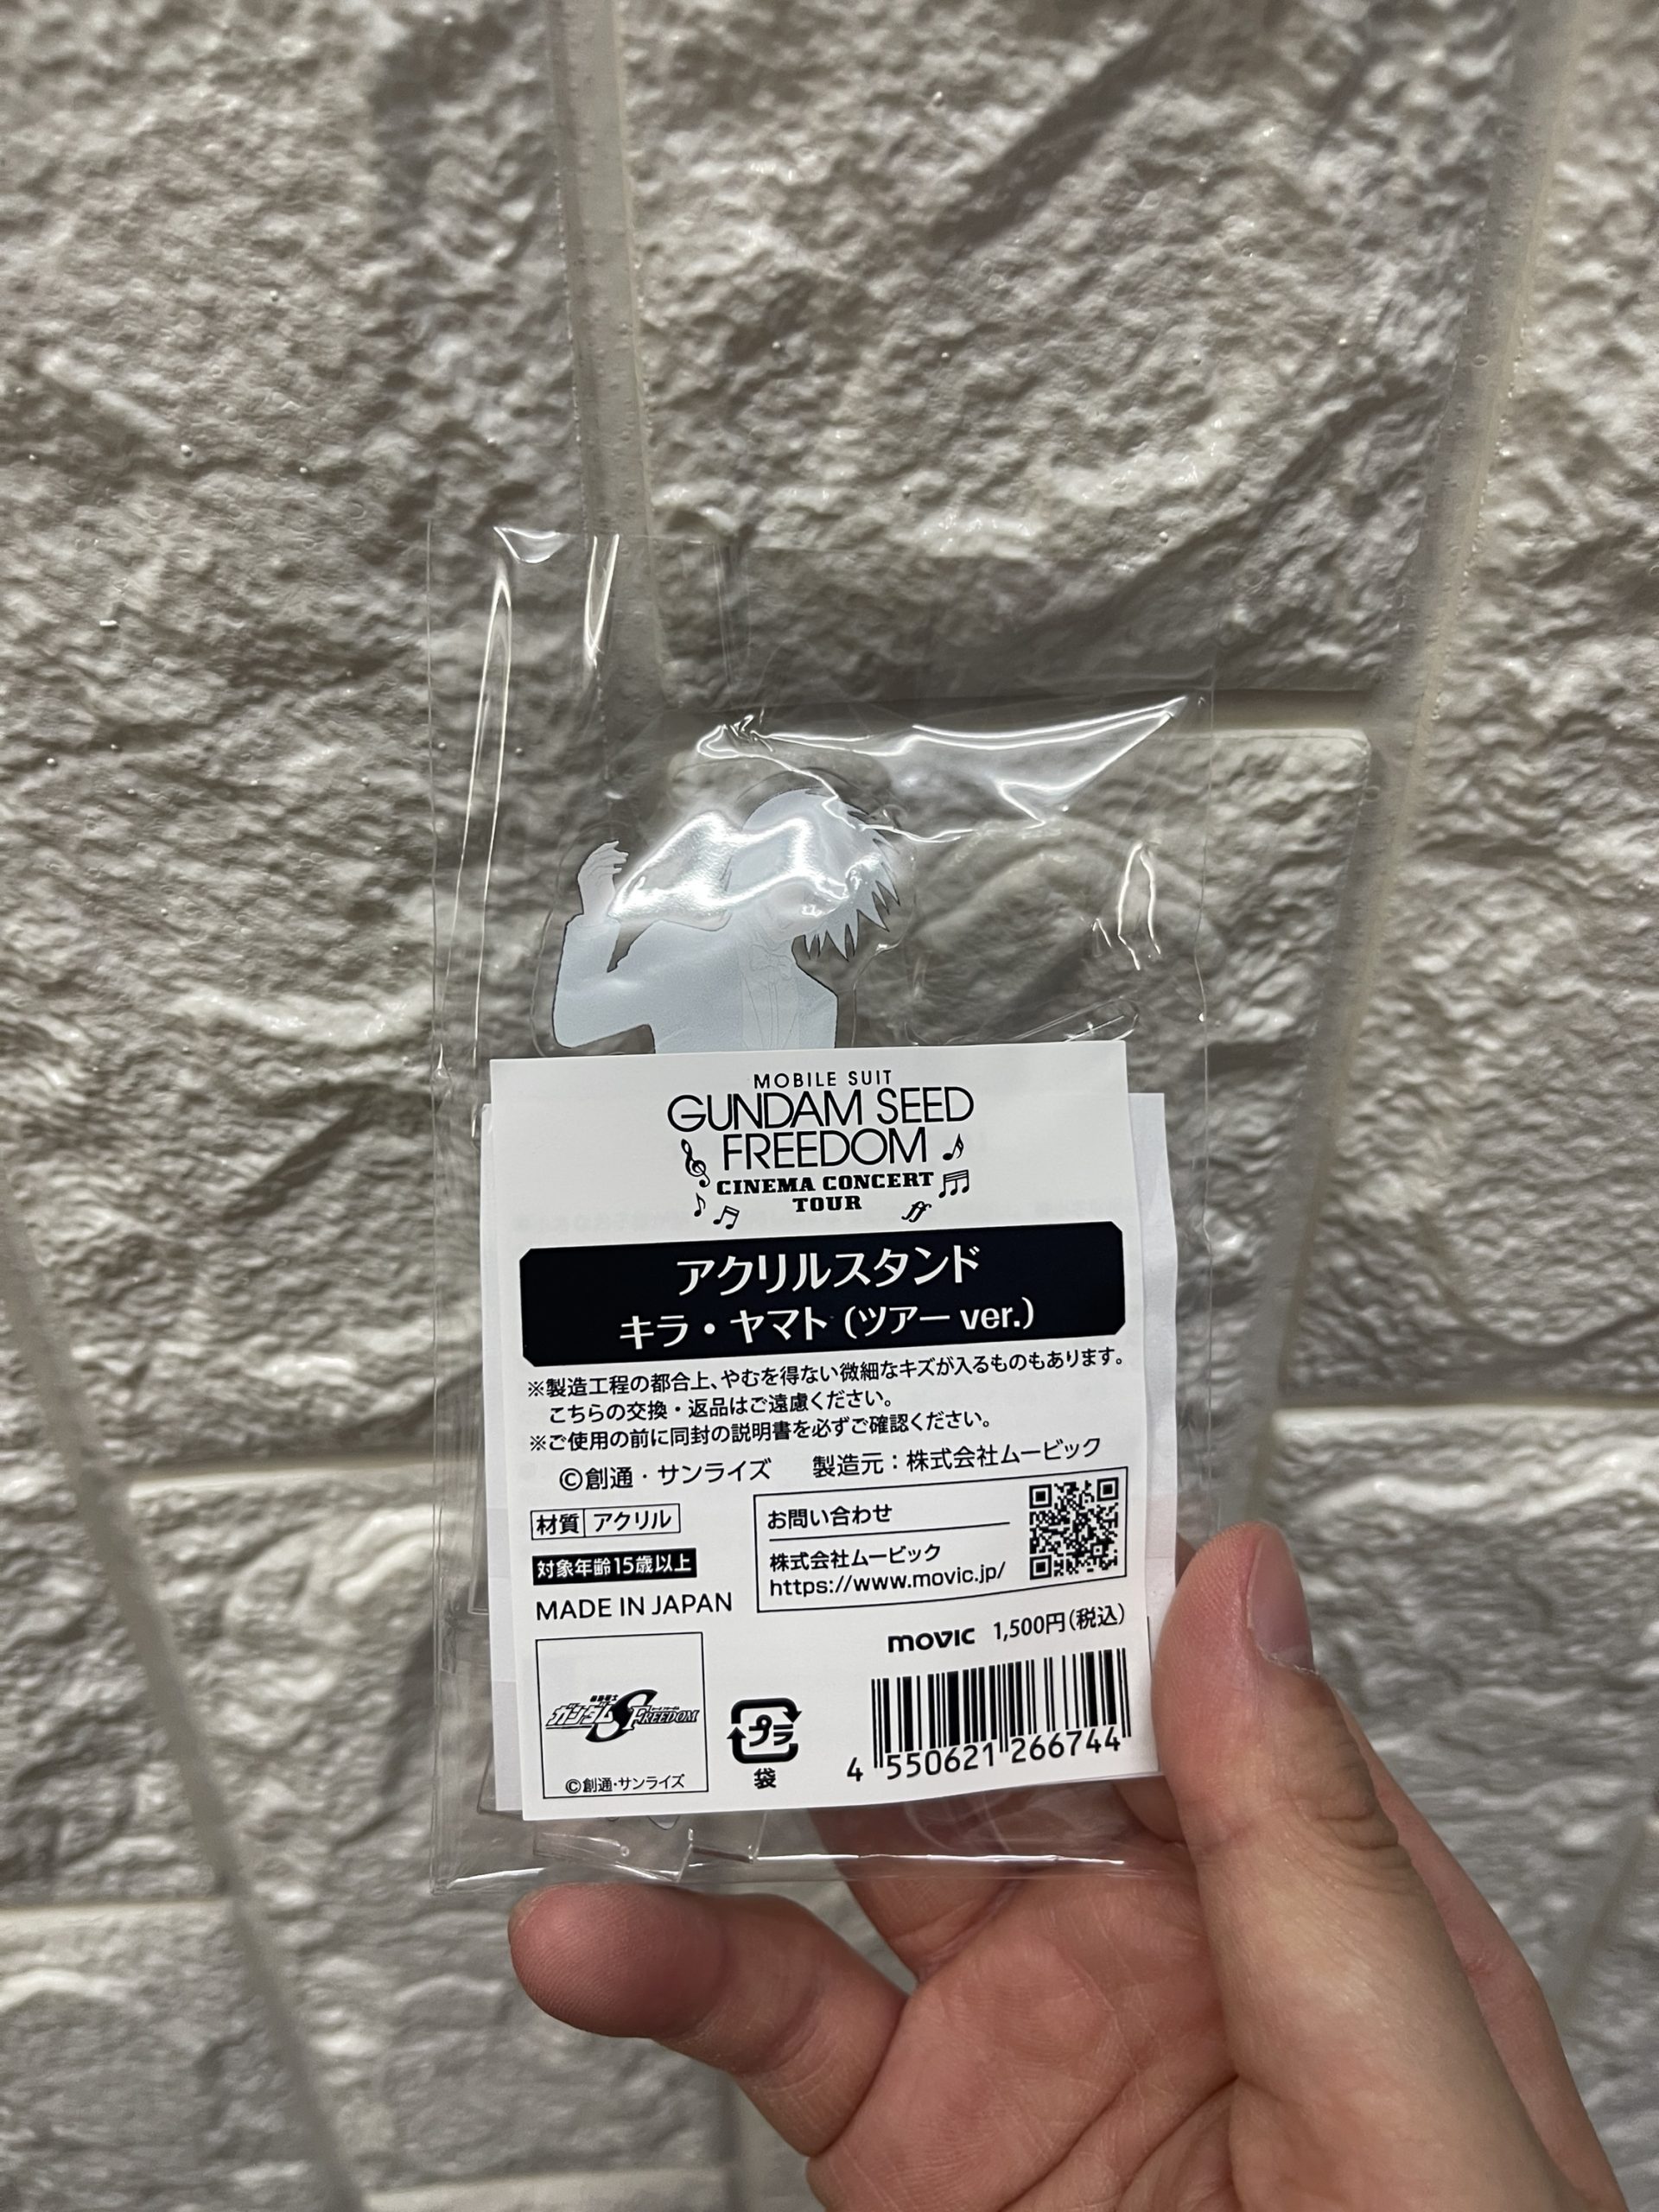 MOBILE SUIT
GUNDAM SEED
FREEDOM
CINEMA CONCERT
TOUR
アクリルスタンド
キラ・ヤマト (ツアー ver.)
※製造工程の都合上、やむを得ない微細なキズが入るものもあります。
こちらの交換・返品はご遠慮ください。
※ご使用の前に同封の説明書を必ずご確認ください。
©創通・サンライズ 製造元：株式会社ムービック
材質 アクリル
対象年齢15歳以上
MADE IN JAPAN
お問い合わせ
株式会社ムービック
https://www.movic.jp/
movic 1,500円(税込)
機動戦士
ガンダムSEED FREEDOM
©創通・サンライズ
プラ
袋
4 550621 266744